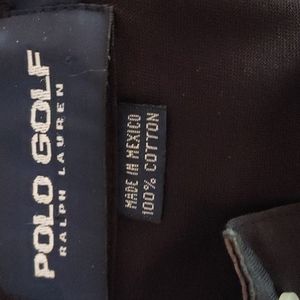 POLO GOLF
RALPH LAUREN
MADE IN MEXICO
100% COTTON